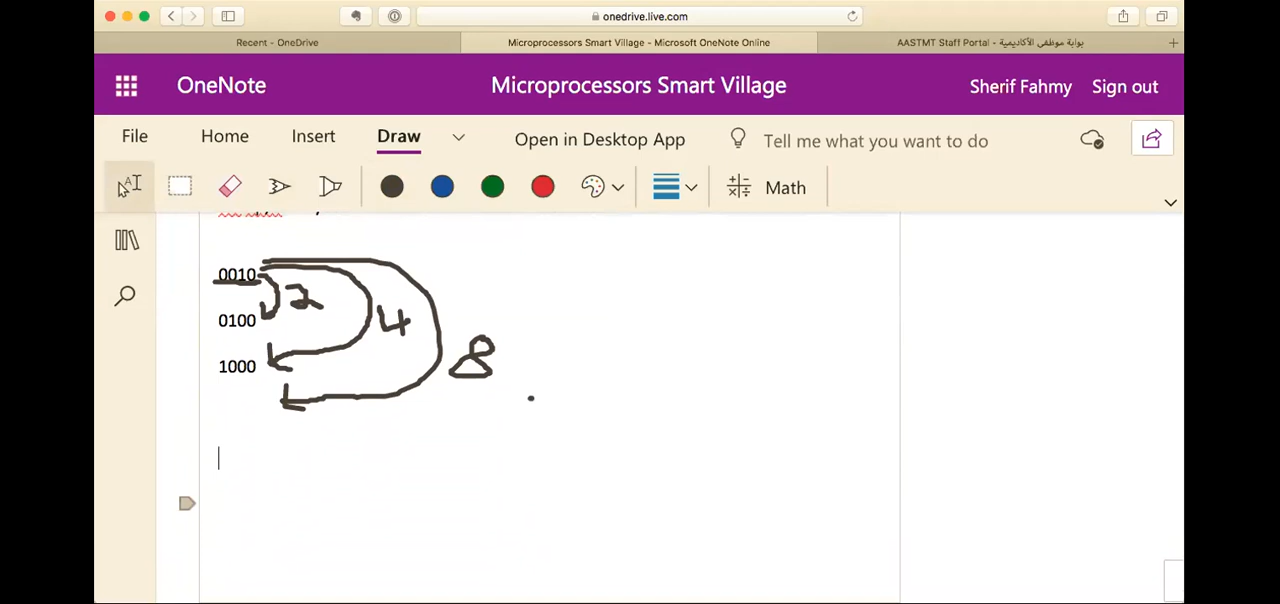 onedrive.live.com
Recent - OneDrive
Microprocessors Smart Village - Microsoft OneNote Online
بوابة موظفي الأكاديمية - AASTMT Staff Portal
OneNote
Microprocessors Smart Village
Sherif Fahmy
Sign out
File
Home
Insert
Draw
Open in Desktop App
Tell me what you want to do
Math
0010
2
0100
4
1000
8